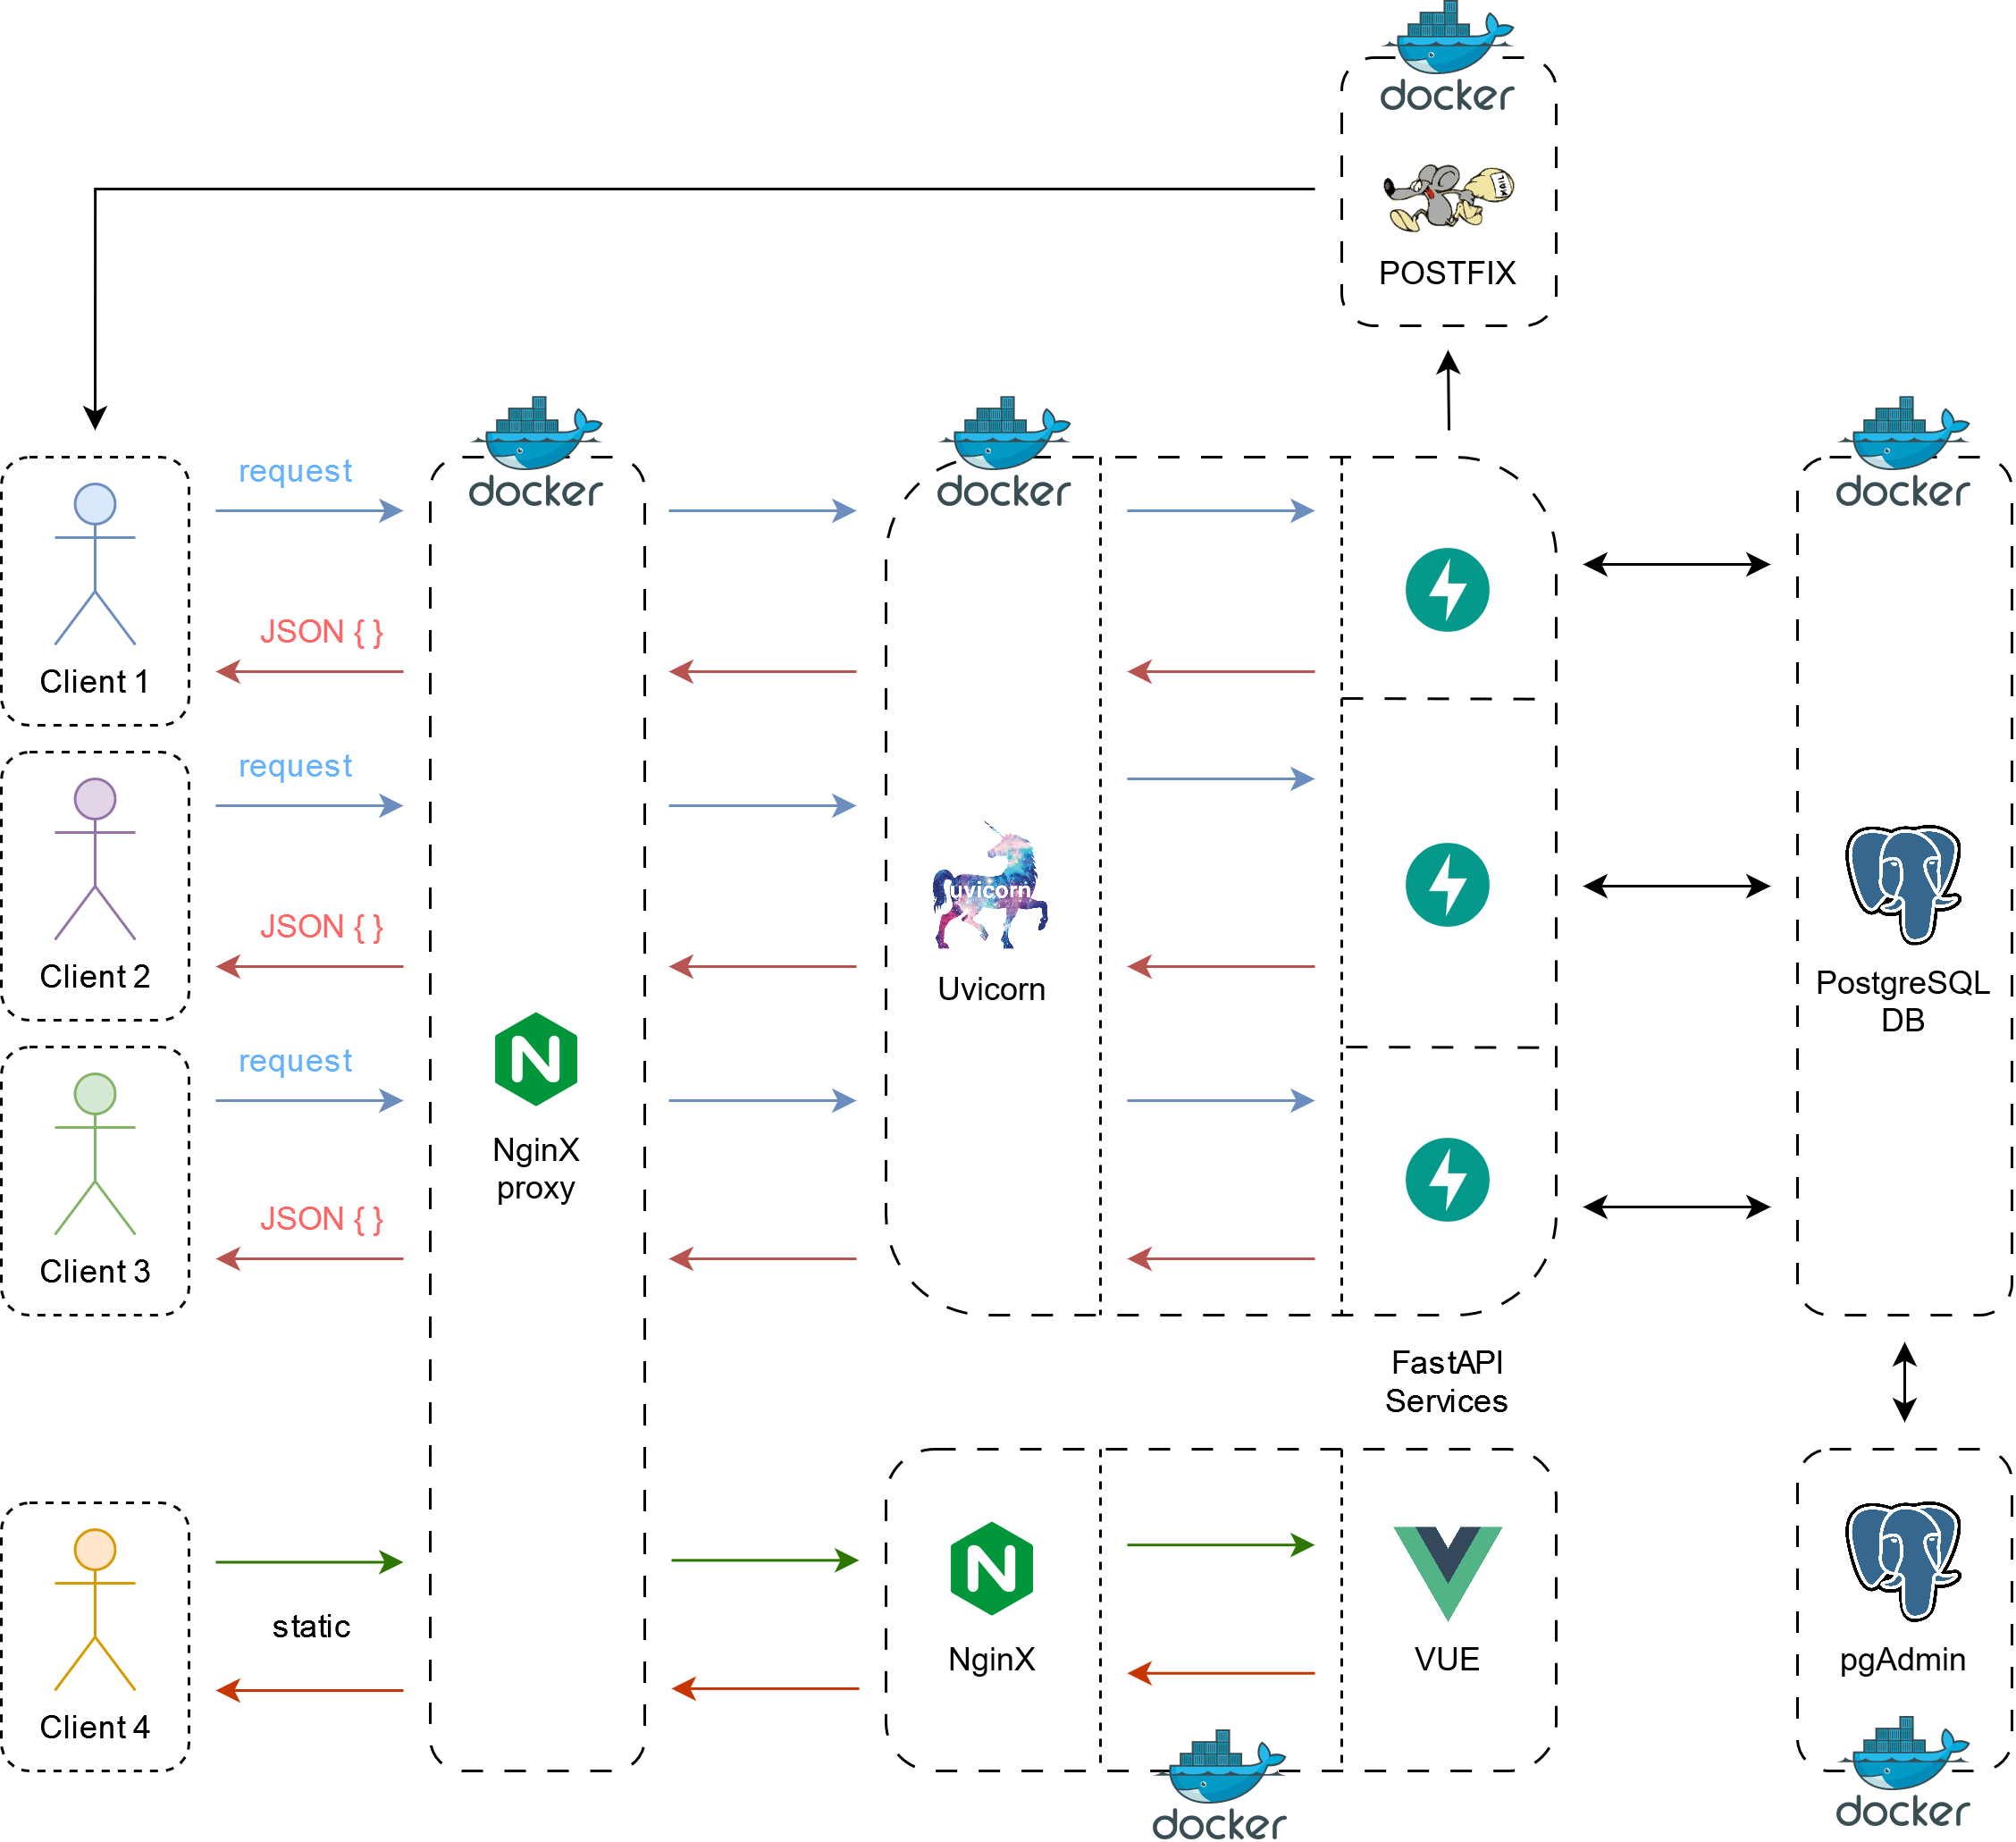 docker
MAIL
POSTFIX
docker
docker
docker
request
JSON { }
Client 1
request
JSON { }
Client 2
uvicorn
Uvicorn
PostgreSQL
DB
request
JSON { }
Client 3
NginX
proxy
FastAPI
Services
static
Client 4
NginX
VUE
pgAdmin
docker
docker